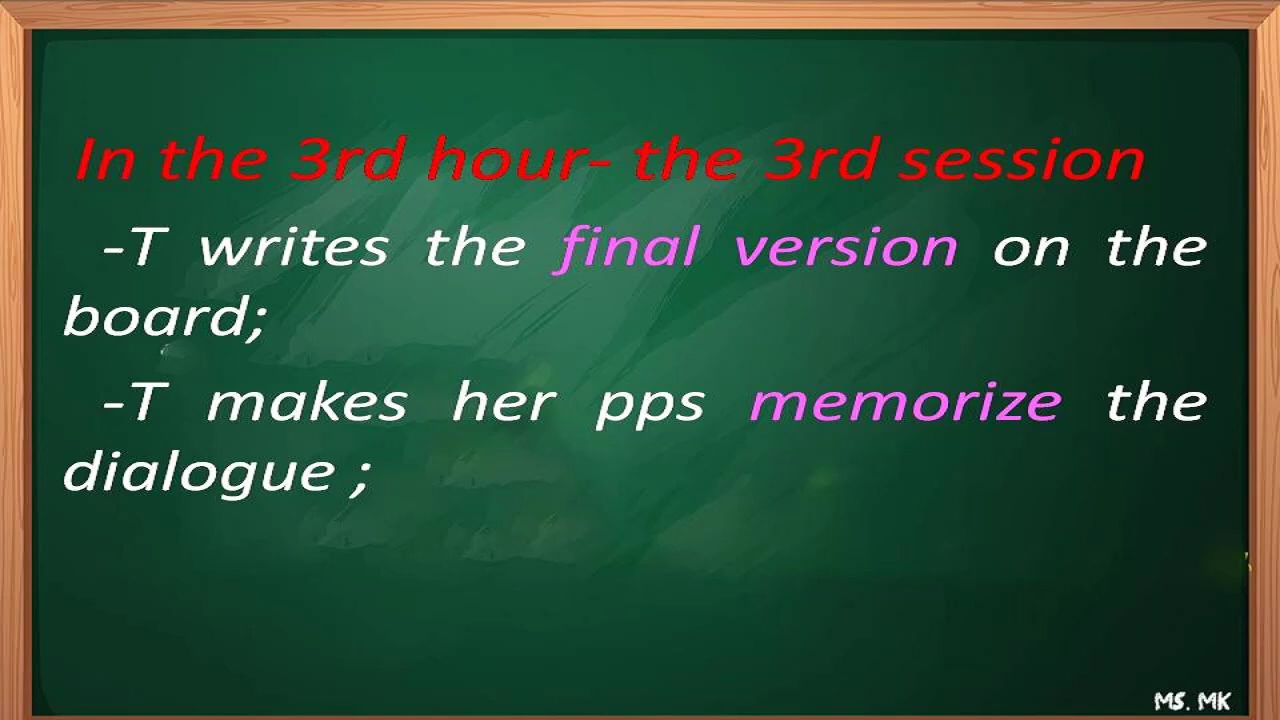 In the 3rd hour- the 3rd session
-T writes the final version on the
board;
-T makes her pps memorize the
dialogue ;
MS. MK